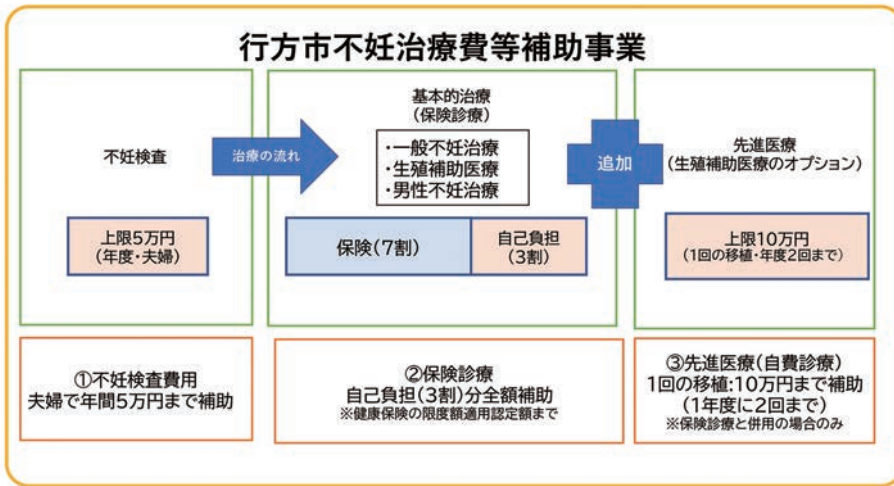 行方市不妊治療費等補助事業
不妊検査
治療の流れ
上限5万円
(年度・夫婦)
基本的治療
(保険診療)
・一般不妊治療
・生殖補助医療
・男性不妊治療
保険(7割)
自己負担
(3割)
追加
先進医療
(生殖補助医療のオプション)
上限10万円
(1回の移植・年度2回まで)
①不妊検査費用
夫婦で年間5万円まで補助
②保険診療
自己負担(3割)分全額補助
※健康保険の限度額適用認定額まで
③先進医療(自費診療)
1回の移植:10万円まで補助
(1年度に2回まで)
※保険診療と併用の場合のみ